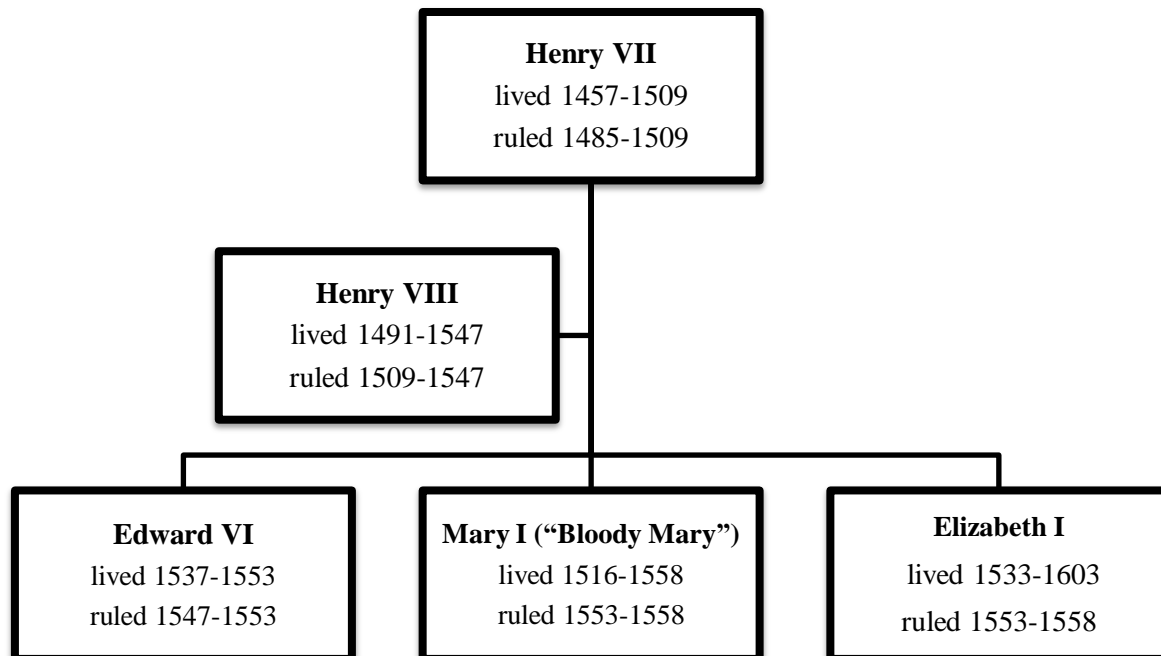 Henry VII
lived 1457-1509
ruled 1485-1509
Henry VIII
lived 1491-1547
ruled 1509-1547
Edward VI
lived 1537-1553
ruled 1547-1553
Mary I (“Bloody Mary”)
lived 1516-1558
ruled 1553-1558
Elizabeth I
lived 1533-1603
ruled 1553-1558